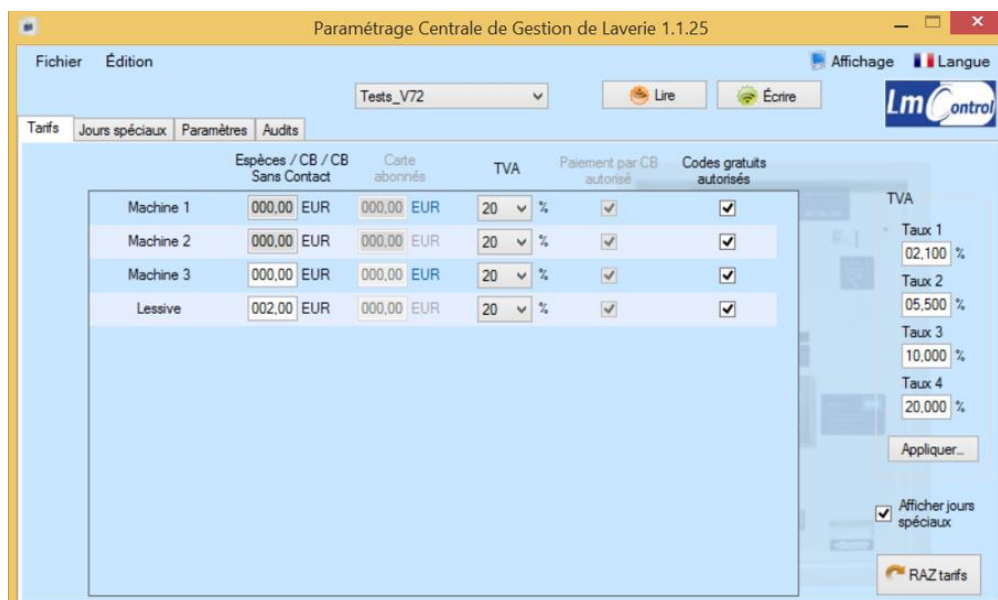 Paramétrage Centrale de Gestion de Laverie 1.1.25
Fichier Édition Affichage Langue
Tests_V72 Lire Écrire
Lm Control
Tarifs Jours spéciaux Paramètres Audits
Espèces / CB / CB Sans Contact Carte abonnés TVA Paiement par CB autorisé Codes gratuits autorisés
Machine 1 000,00 EUR 000,00 EUR 20 %
Machine 2 000,00 EUR 000,00 EUR 20 %
Machine 3 000,00 EUR 000,00 EUR 20 %
Lessive 002,00 EUR 000,00 EUR 20 %
TVA
Taux 1
02,100 %
Taux 2
05,500 %
Taux 3
10,000 %
Taux 4
20,000 %
Appliquer...
Afficher jours
spéciaux
RAZ tarifs